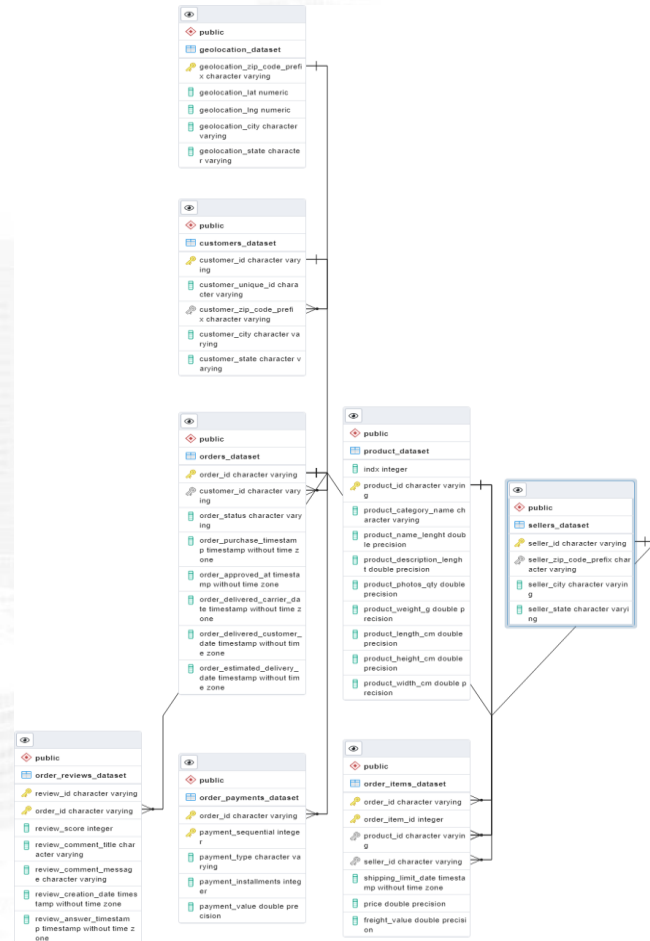 public
geolocation_dataset
geolocation_zip_code_prefi
x character varying
geolocation_lat numeric
geolocation_lng numeric
geolocation_city character
varying
geolocation_state characte
r varying
public
customers_dataset
customer_id character vary
ing
customer_unique_id chara
cter varying
customer_zip_code_prefi
x character varying
customer_city character va
rying
customer_state character v
arying
public
orders_dataset
order_id character varying
customer_id character vary
ing
order_status character vary
ing
order_purchase_timestam
p timestamp without time z
one
order_approved_at timesta
mp without time zone
order_delivered_carrier_da
te timestamp without time z
one
order_delivered_customer_
date timestamp without tim
e zone
order_estimated_delivery_
date timestamp without tim
e zone
public
product_dataset
indx integer
product_id character varyin
g
product_category_name ch
aracter varying
product_name_lenght doub
le precision
product_description_lengh
t double precision
product_photos_qty double
precision
product_weight_g double p
recision
product_length_cm double
precision
product_height_cm double
precision
product_width_cm double p
recision
public
sellers_dataset
seller_id character varying
seller_zip_code_prefix char
acter varying
seller_city character varyin
g
seller_state character varyi
ng
public
order_reviews_dataset
review_id character varying
order_id character varying
review_score integer
review_comment_title char
acter varying
review_comment_messag
e character varying
review_creation_date times
tamp without time zone
review_answer_timestam
p timestamp without time z
one
public
order_payments_dataset
order_id character varying
payment_sequential intege
r
payment_type character va
rying
payment_installments integ
er
payment_value double pre
cision
public
order_items_dataset
order_id character varying
order_item_id integer
product_id character varyin
g
seller_id character varying
shipping_limit_date timesta
mp without time zone
price double precision
freight_value double precisi
on